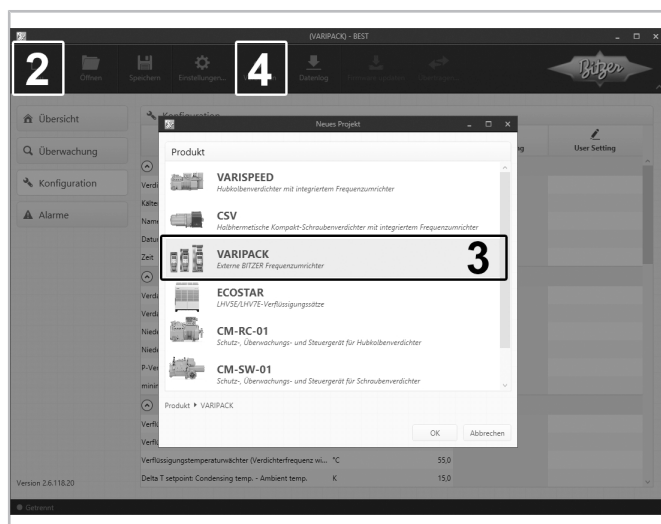 (VARIPACK) - BEST
2
Öffnen
Speichern
Einstellungen...
4
Datenlog
Bitzer
Übersicht
Überwachung
Konfiguration
Alarme
Konfiguration
User Setting
Zeit
Neues Projekt
Produkt
VARISPEED
Hubkolbenverdichter mit integriertem Frequenzumrichter
CSV
Halbhermetische Kompakt-Schraubenverdichter mit integriertem Frequenzumrichter
VARIPACK
Externe BITZER Frequenzumrichter
3
ECOSTAR
LHV5E/LHV7E-Verflüssigungssätze
CM-RC-01
Schutz-, Überwachungs- und Steuergerät für Hubkolbenverdichter
CM-SW-01
Schutz-, Überwachungs- und Steuergerät für Schraubenverdichter
Produkt VARIPACK
OK Abbrechen
Verflüssigungstemperaturwächter (Verdichterfrequenz wi... °C 55,0
Delta T setpoint: Condensing temp. - Ambient temp. K 15,0
Version 2.6.118.20
Getrennt